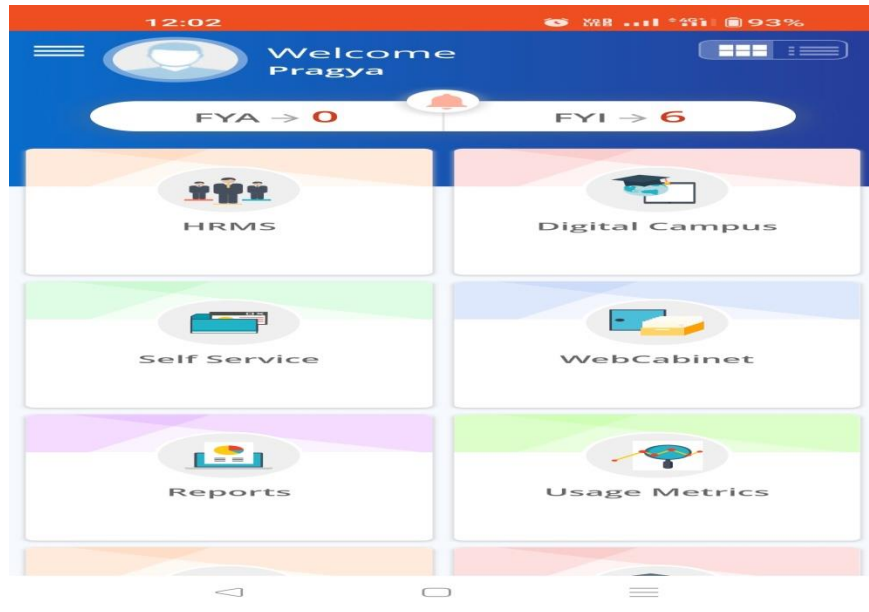 12:02 93%
Welcome
Pragya
FYA → 0 FYI → 6
HRMS Digital Campus
Self Service WebCabinet
Reports Usage Metrics